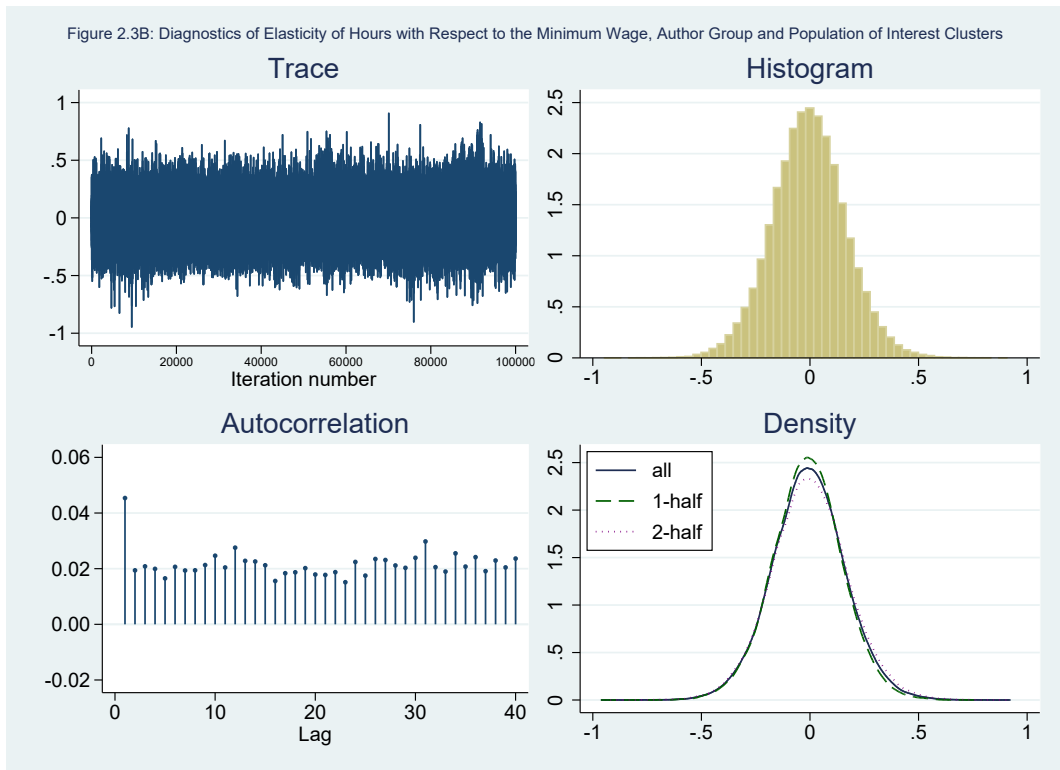 Figure 2.3B: Diagnostics of Elasticity of Hours with Respect to the Minimum Wage, Author Group and Population of Interest Clusters
Trace
1
.5
0
-.5
-1
0 20000 40000 60000 80000 100000
Iteration number
Histogram
2.5
2
1.5
1
.5
0
-1 -.5 0 .5 1
Autocorrelation
0.06
0.04
0.02
0.00
-0.02
0 10 20 30 40
Lag
Density
all
1-half
2-half
2.5
2
1.5
1
.5
0
-1 -.5 0 .5 1